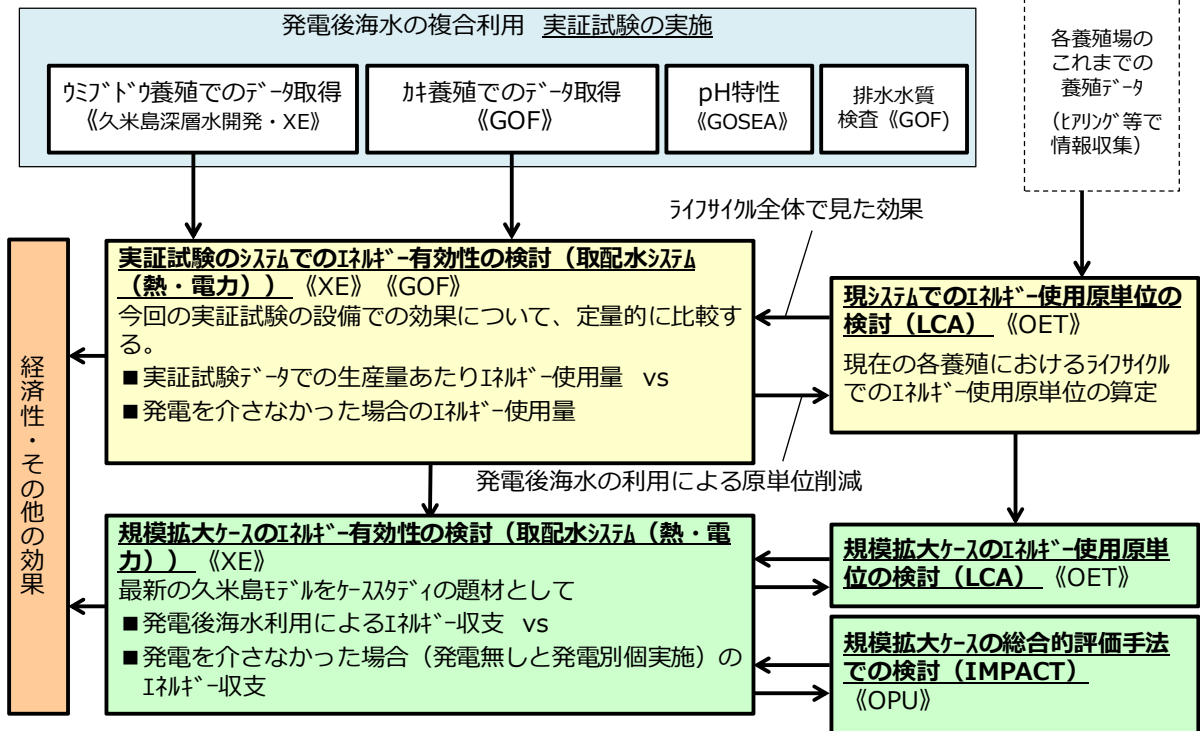 発電後海水の複合利用 実証試験の実施
ｳﾐﾌﾞﾄﾞｳ養殖でのﾃﾞｰﾀ取得
《久米島深層水開発・XE》
ｶｷ養殖でのﾃﾞｰﾀ取得
《GOF》
pH特性
《GOSEA》
排水水質
検査《GOF)
各養殖場の
これまでの
養殖ﾃﾞｰﾀ
(ﾋｱﾘﾝｸﾞ等で
情報収集）
ﾗｲﾌｻｲｸﾙ全体で見た効果
実証試験のｼｽﾃﾑでのｴﾈﾙｷﾞｰ有効性の検討（取配水ｼｽﾃﾑ
（熱・電力））《XE》《GOF》
今回の実証試験の設備での効果について、定量的に比較す
る。
■実証試験ﾃﾞｰﾀでの生産量あたりｴﾈﾙｷﾞｰ使用量 vs
■発電を介さなかった場合のｴﾈﾙｷﾞｰ使用量
現ｼｽﾃﾑでのｴﾈﾙｷﾞｰ使用原単位の
検討（LCA）《OET》
現在の各養殖におけるﾗｲﾌｻｲｸﾙ
でのｴﾈﾙｷﾞｰ使用原単位の算定
経済性・その他の効果
発電後海水の利用による原単位削減
規模拡大ｹｰｽのｴﾈﾙｷﾞｰ有効性の検討（取配水ｼｽﾃﾑ（熱・電
力））《XE》
最新の久米島ﾓﾃﾞﾙをｹｰｽｽﾀﾃﾞｨの題材として
■発電後海水利用によるｴﾈﾙｷﾞｰ収支 vs
■発電を介さなかった場合（発電無しと発電別個実施）の
ｴﾈﾙｷﾞｰ収支
規模拡大ｹｰｽのｴﾈﾙｷﾞｰ使用原単
位の検討（LCA）《OET》
規模拡大ｹｰｽの総合的評価手法
での検討（IMPACT）
《OPU》